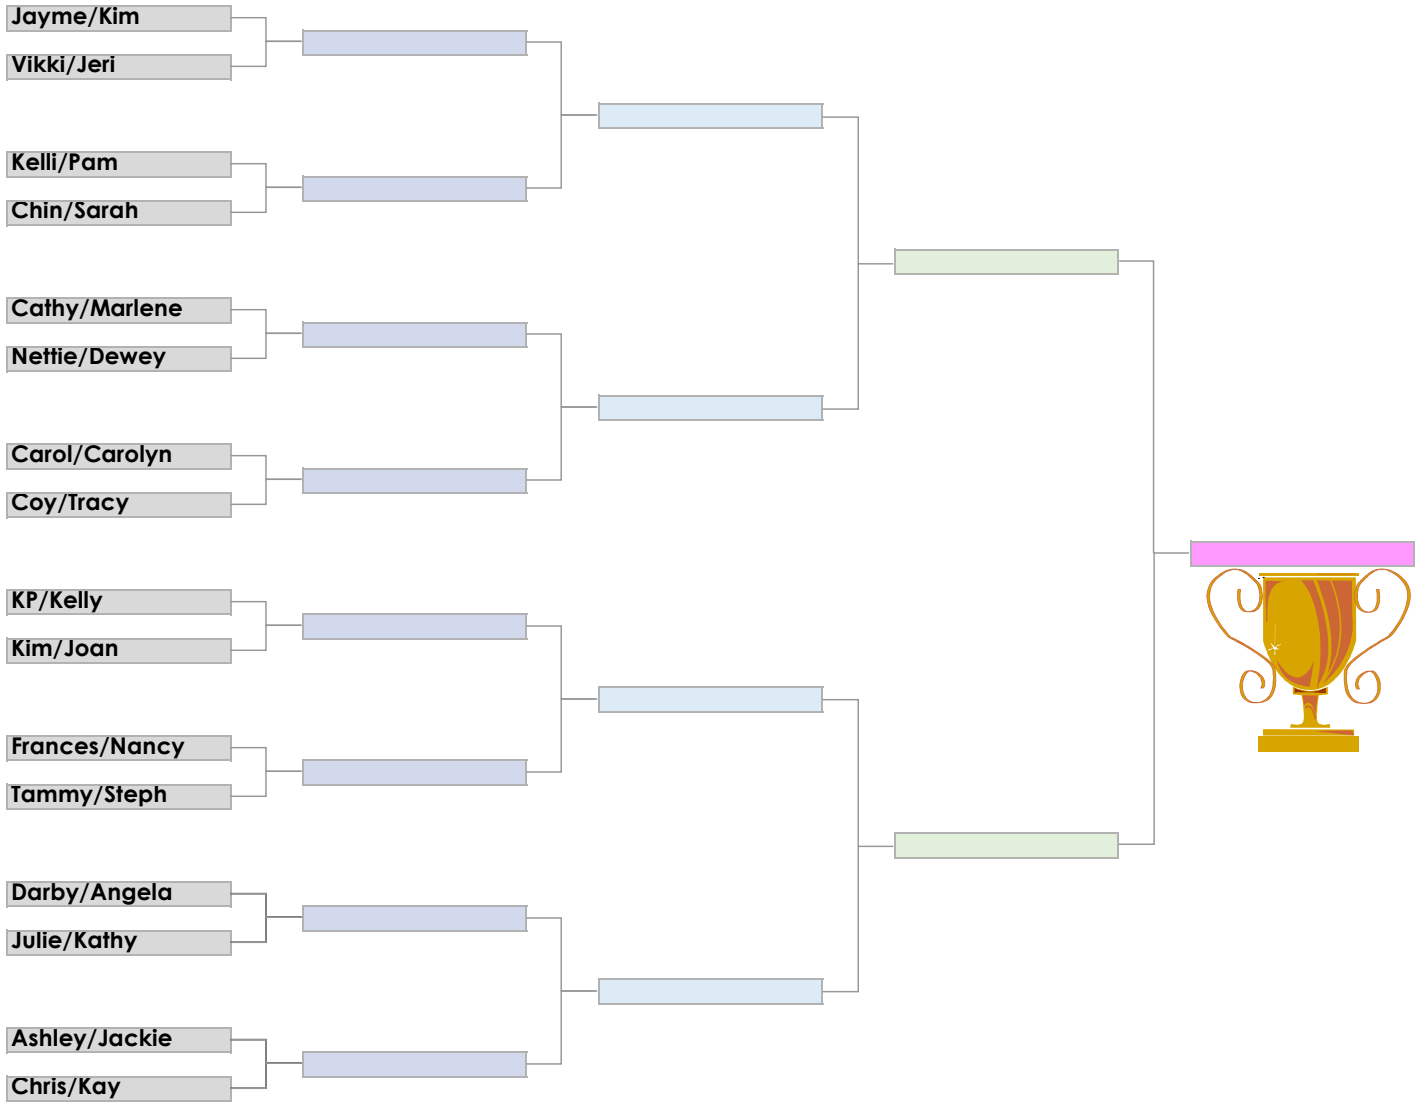 Jayme/Kim
Vikki/Jeri
Kelli/Pam
Chin/Sarah
Cathy/Marlene
Nettie/Dewey
Carol/Carolyn
Coy/Tracy
KP/Kelly
Kim/Joan
Frances/Nancy
Tammy/Steph
Darby/Angela
Julie/Kathy
Ashley/Jackie
Chris/Kay